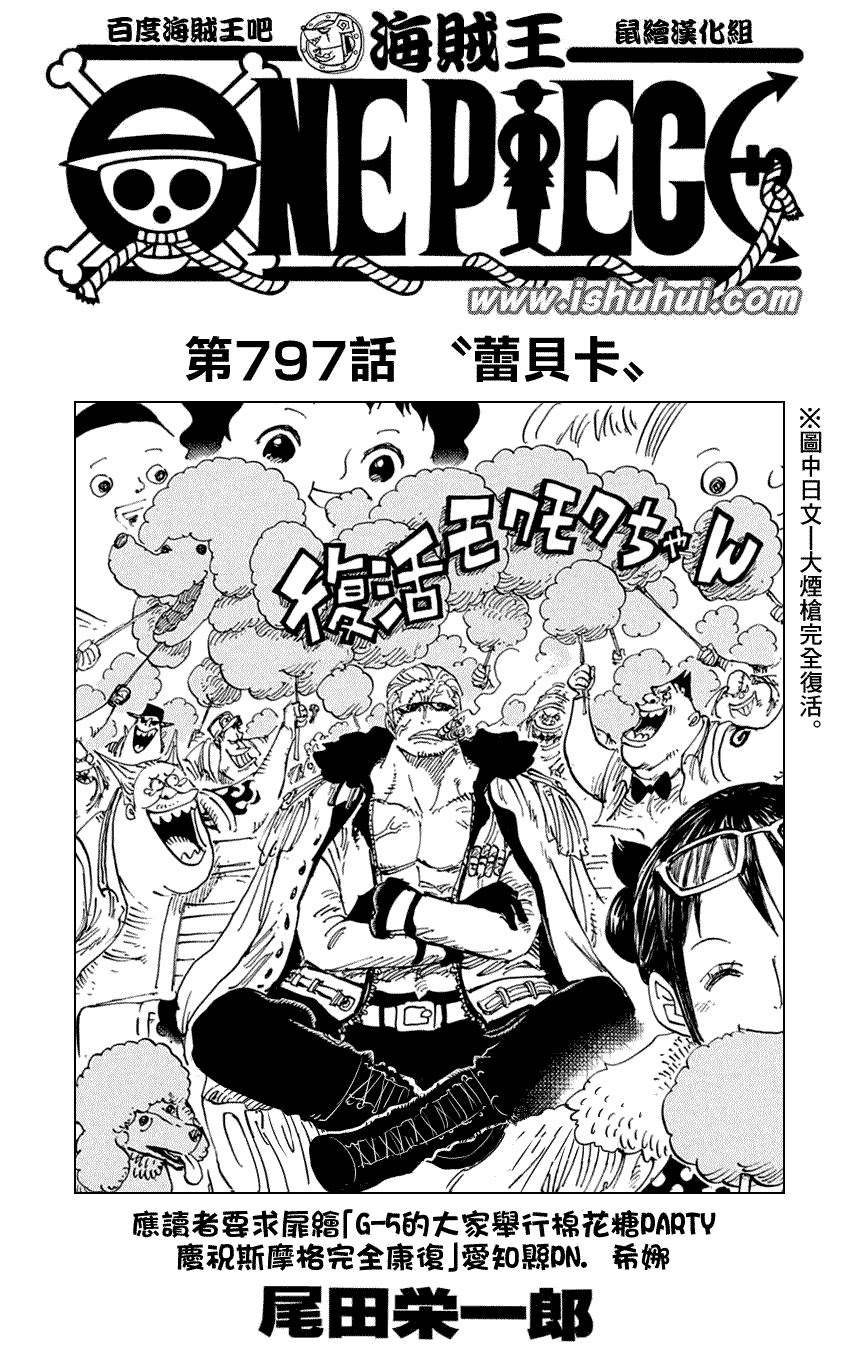 百度海賊王吧
海賊王
鼠繪漢化組
ONE PIECE
www.ishuhui.com
第797話 〝蕾貝卡〟
※圖中日文—大煙槍完全復活。
復活モクモクちゃん
應讀者要求扉繪「G-5的大家舉行棉花糖PARTY
慶祝斯摩格完全康復」愛知縣PN. 希娜
尾田栄一郎